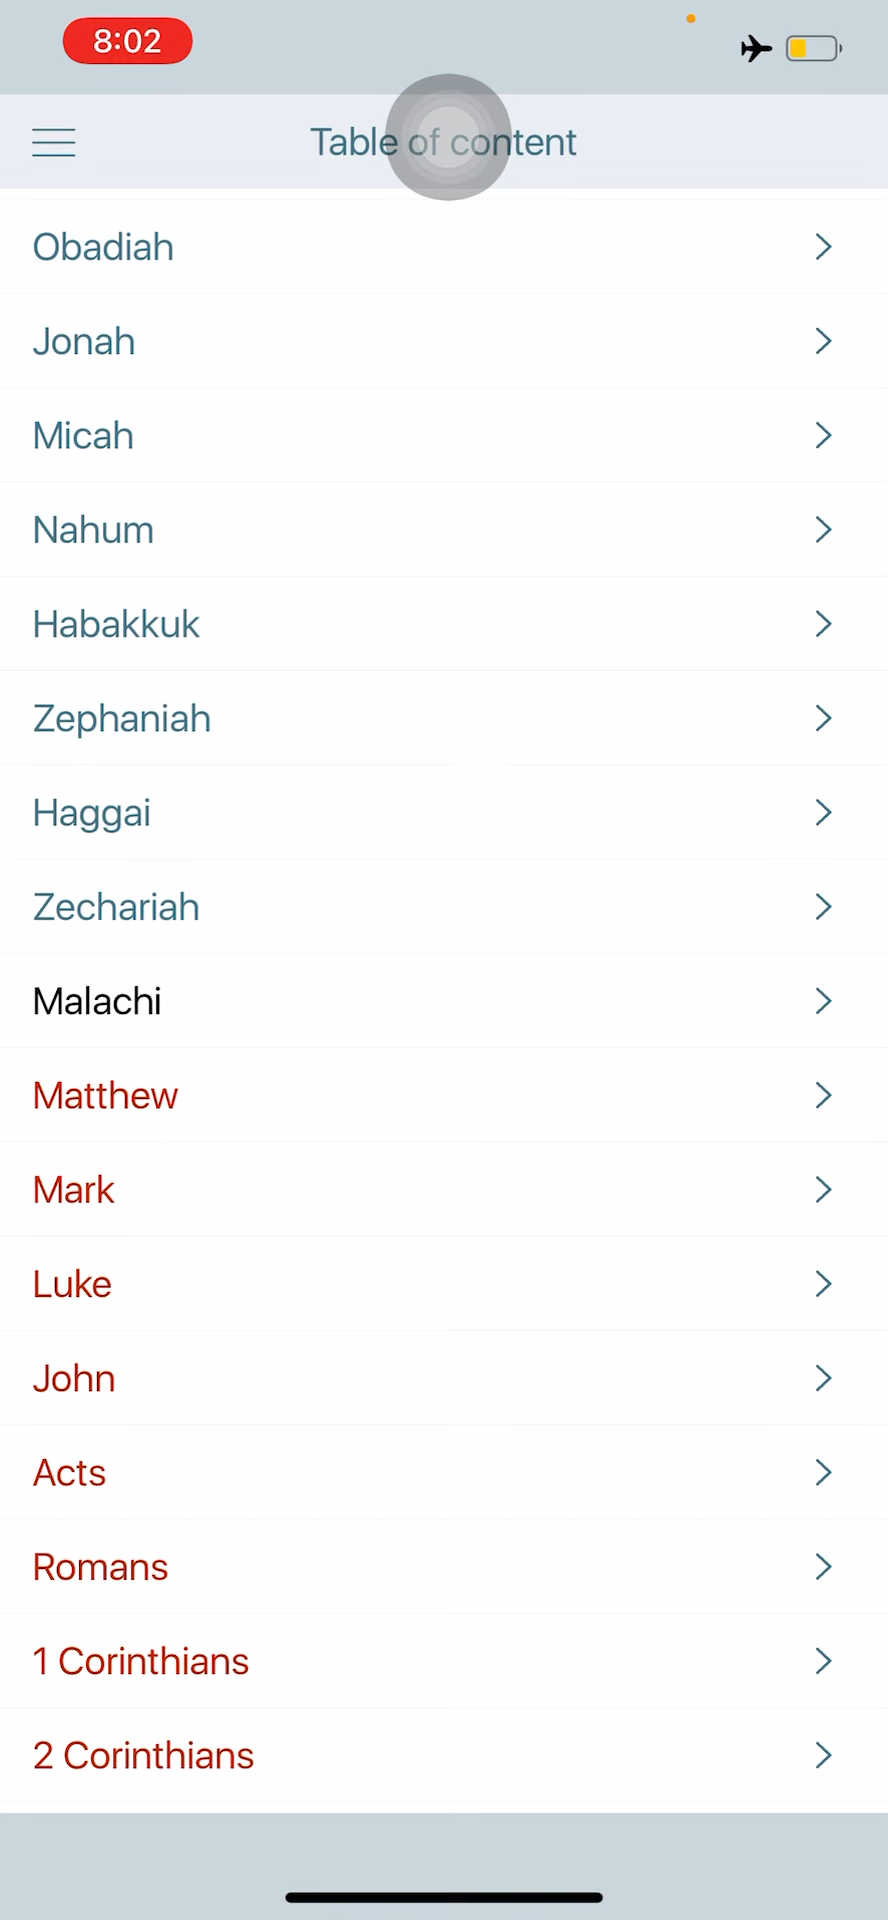 8:02
Table of content
Obadiah
Jonah
Micah
Nahum
Habakkuk
Zephaniah
Haggai
Zechariah
Malachi
Matthew
Mark
Luke
John
Acts
Romans
1 Corinthians
2 Corinthians